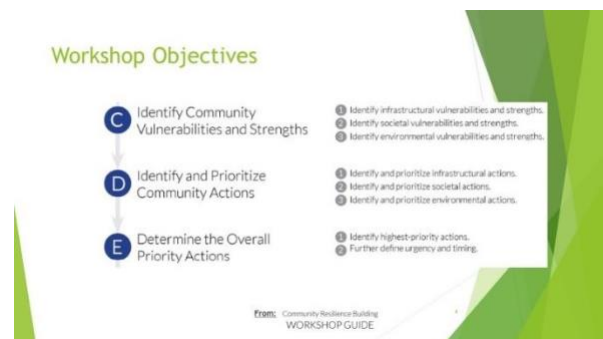 Workshop Objectives
C
Identify Community
Vulnerabilities and Strengths
1 Identify infrastructural vulnerabilities and strengths.
2 Identify societal vulnerabilities and strengths.
3 Identify environmental vulnerabilities and strengths.
D
Identify and Prioritize
Community Actions
1 Identify and prioritize infrastructural actions.
2 Identify and prioritize societal actions.
3 Identify and prioritize environmental actions.
E
Determine the Overall
Priority Actions
1 Identify highest-priority actions.
2 Further define urgency and timing.
From: Community Resilience Building
WORKSHOP GUIDE